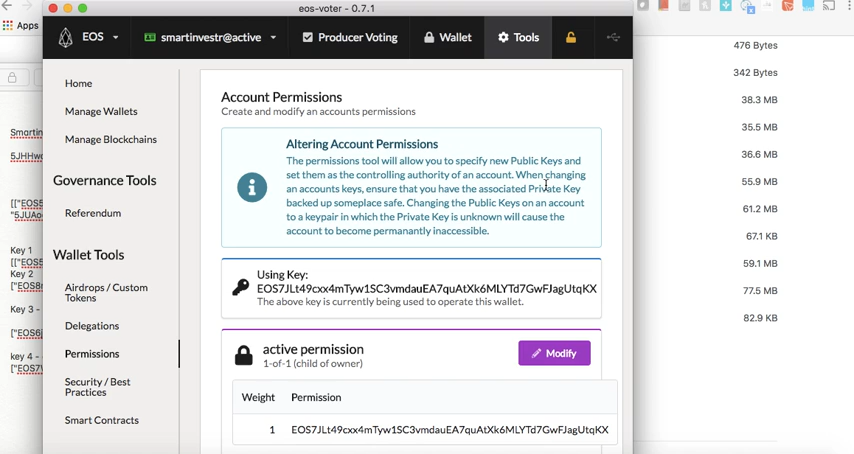 eos-voter - 0.7.1
Apps
EOS
smartinvestr@active
Producer Voting
Wallet
Tools
Home
Manage Wallets
Manage Blockchains
Governance Tools
Referendum
Wallet Tools
Airdrops / Custom
Tokens
Delegations
Permissions
Security / Best
Practices
Smart Contracts
Account Permissions
Create and modify an accounts permissions
Altering Account Permissions
The permissions tool will allow you to specify new Public Keys and
set them as the controlling authority of an account. When changing
an accounts keys, ensure that you have the associated Private Key
backed up someplace safe. Changing the Public Keys on an account
to a keypair in which the Private Key is unknown will cause the
account to become permanantly inaccessible.
Using Key:
EOS7JLt49cxx4mTyw1SC3vmdauEA7quAtXk6MLYTd7GwFJagUtqKX
The above key is currently being used to operate this wallet.
active permission
1-of-1 (child of owner)
Modify
Weight Permission
1 EOS7JLt49cxx4mTyw1SC3vmdauEA7quAtXk6MLYTd7GwFJagUtqKX
Smartin
5JHHw
[["EOS5
"5JUAo
Key 1
[["EOS5
Key 2
["EOS8
Key 3 -
["EOS6
key 4 -
["EOS7
476 Bytes
342 Bytes
38.3 MB
35.5 MB
36.6 MB
55.9 MB
61.2 MB
67.1 KB
59.1 MB
77.5 MB
82.9 KB